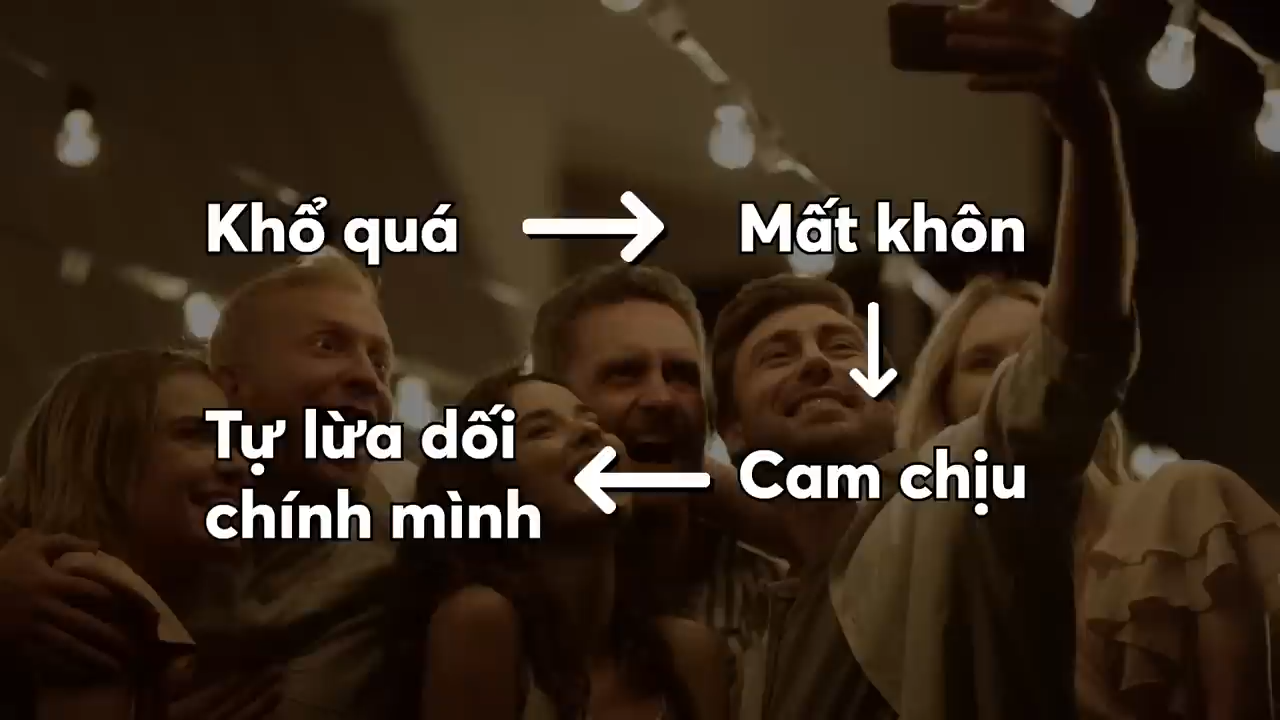 Khổ quá
Mất khôn
Cam chịu
Tự lừa dối
chính mình